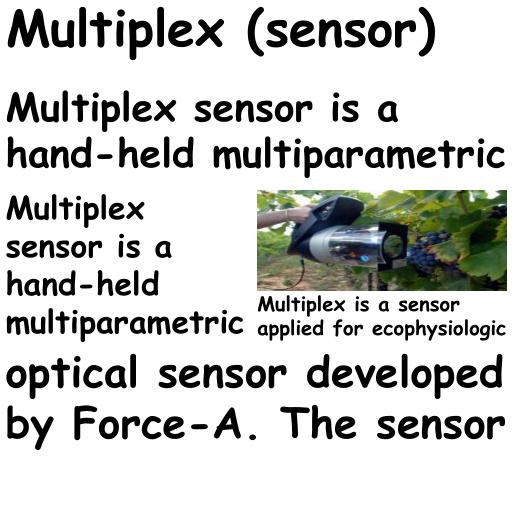 Multiplex (sensor)
Multiplex sensor is a
hand-held multiparametric
Multiplex
sensor is a
hand-held
multiparametric
Multiplex is a sensor
applied for ecophysiologic
optical sensor developed
by Force-A. The sensor